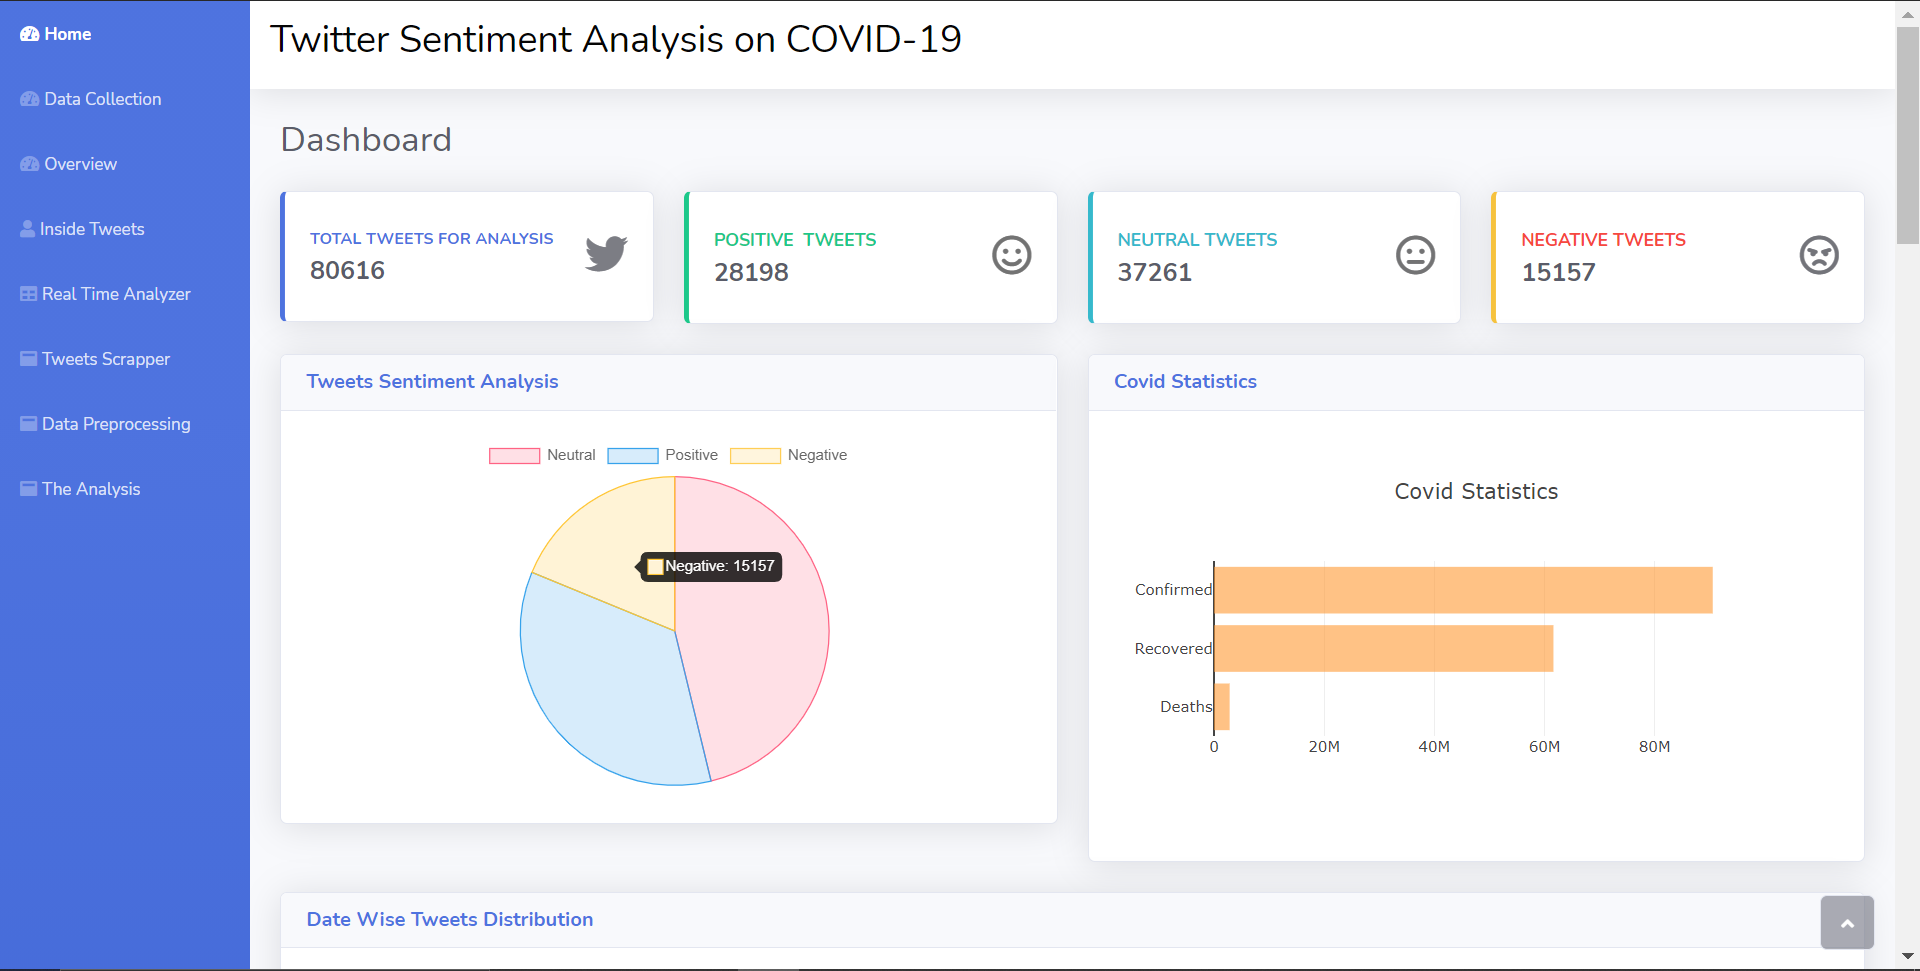 Home
Data Collection
Overview
Inside Tweets
Real Time Analyzer
Tweets Scrapper
Data Preprocessing
The Analysis
Twitter Sentiment Analysis on COVID-19
Dashboard
TOTAL TWEETS FOR ANALYSIS
80616
POSITIVE TWEETS
28198
NEUTRAL TWEETS
37261
NEGATIVE TWEETS
15157
Tweets Sentiment Analysis
Neutral Positive Negative
Negative: 15157
Covid Statistics
Covid Statistics
Confirmed
Recovered
Deaths
0 20M 40M 60M 80M
Date Wise Tweets Distribution